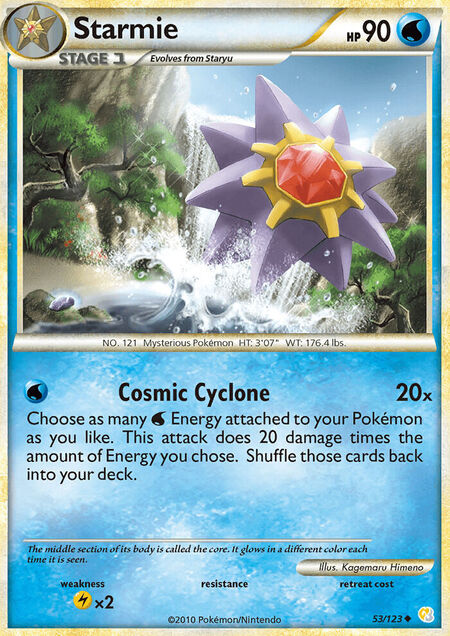 Starmie HP 90
STAGE 1 Evolves from Staryu
NO. 121 Mysterious Pokémon HT: 3'07" WT: 176.4 lbs.
Cosmic Cyclone 20x
Choose as many Energy attached to your Pokémon
as you like. This attack does 20 damage times the
amount of Energy you chose. Shuffle those cards back
into your deck.
The middle section of its body is called the core. It glows in a different color each
time it is seen.
Illus. Kagemaru Himeno
weakness resistance retreat cost
×2
©2010 Pokémon/Nintendo 53/123